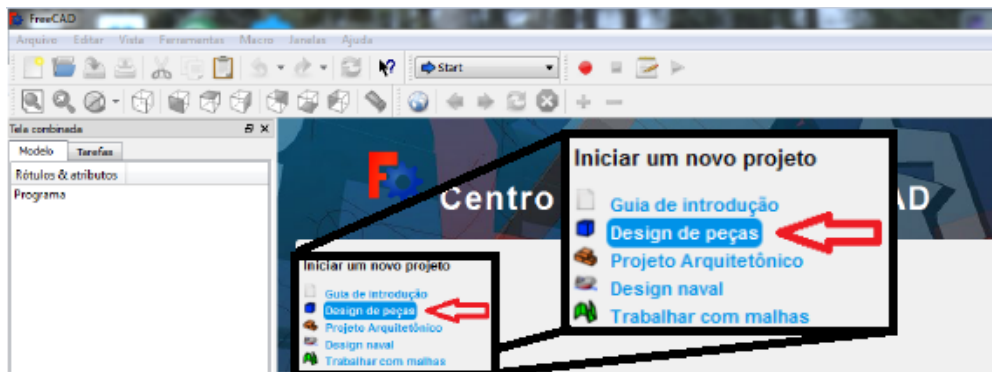 FreeCAD
Arquivo Editar Vista Ferramentas Macro Janelas Ajuda
Start
Tela combinada
Modelo Tarefas
Rótulos & atributos
Programa
Centro
AD
Iniciar um novo projeto
Guia de introdução
Design de peças
Projeto Arquitetônico
Design naval
Trabalhar com malhas
Iniciar um novo projeto
Guia de introdução
Design de peças
Projeto Arquitetônico
Design naval
Trabalhar com malhas